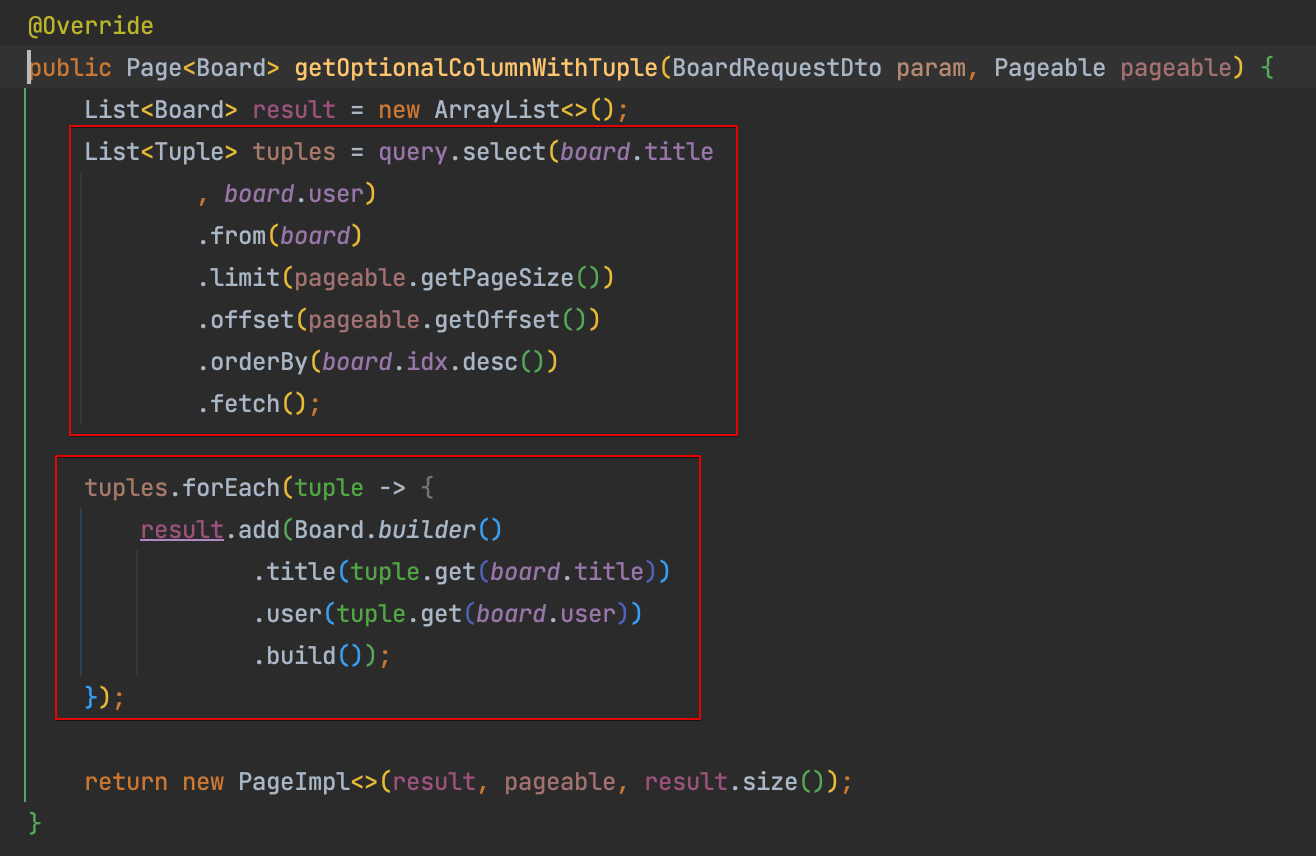 @Override
public Page<Board> getOptionalColumnWithTuple(BoardRequestDto param, Pageable pageable) {
List<Board> result = new ArrayList<>();
List<Tuple> tuples = query.select(board.title
, board.user)
.from(board)
.limit(pageable.getPageSize())
.offset(pageable.getOffset())
.orderBy(board.idx.desc())
.fetch();
tuples.forEach(tuple -> {
result.add(Board.builder()
.title(tuple.get(board.title))
.user(tuple.get(board.user))
.build());
});
return new PageImpl<>(result, pageable, result.size());
}